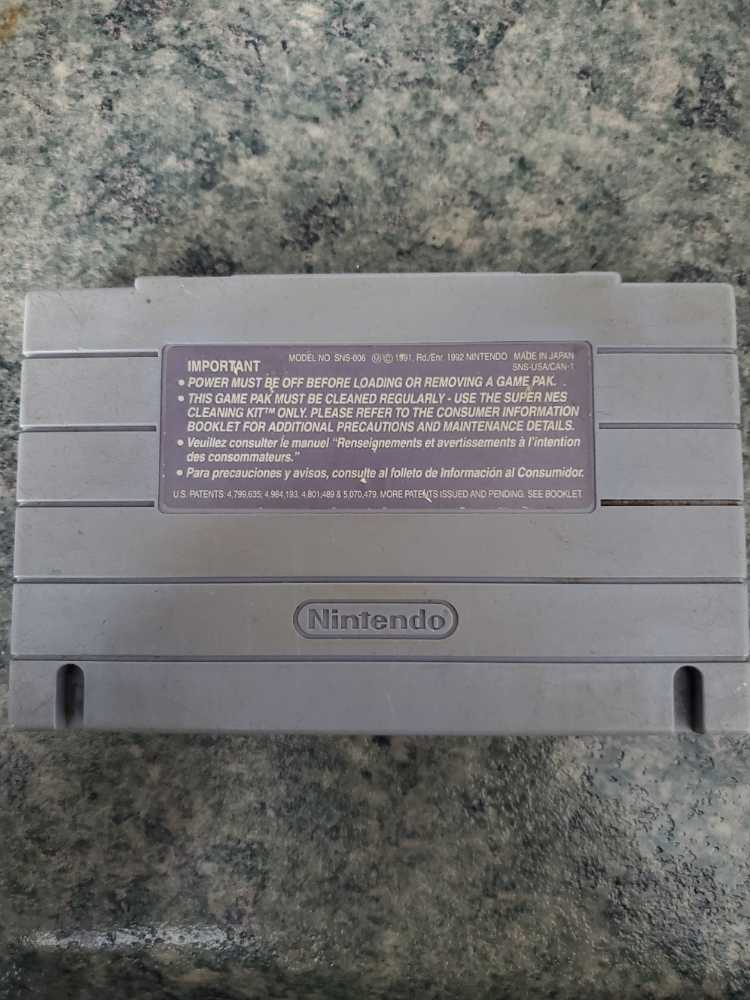 IMPORTANT
MODEL NO SNS-006 Ⓜ © 1991, Rd./Enr. 1992 NINTENDO MADE IN JAPAN
SNS-USA/CAN-1
• POWER MUST BE OFF BEFORE LOADING OR REMOVING A GAME PAK.
• THIS GAME PAK MUST BE CLEANED REGULARLY - USE THE SUPER NES
CLEANING KIT™ ONLY. PLEASE REFER TO THE CONSUMER INFORMATION
BOOKLET FOR ADDITIONAL PRECAUTIONS AND MAINTENANCE DETAILS.
• Veuillez consulter le manuel "Renseignements et avertissements à l'intention
des consommateurs."
• Para precauciones y avisos, consulte al folleto de Información al Consumidor.
U.S. PATENTS: 4,799,635; 4,984,193, 4,801,489 & 5,070,479, MORE PATENTS ISSUED AND PENDING. SEE BOOKLET
Nintendo